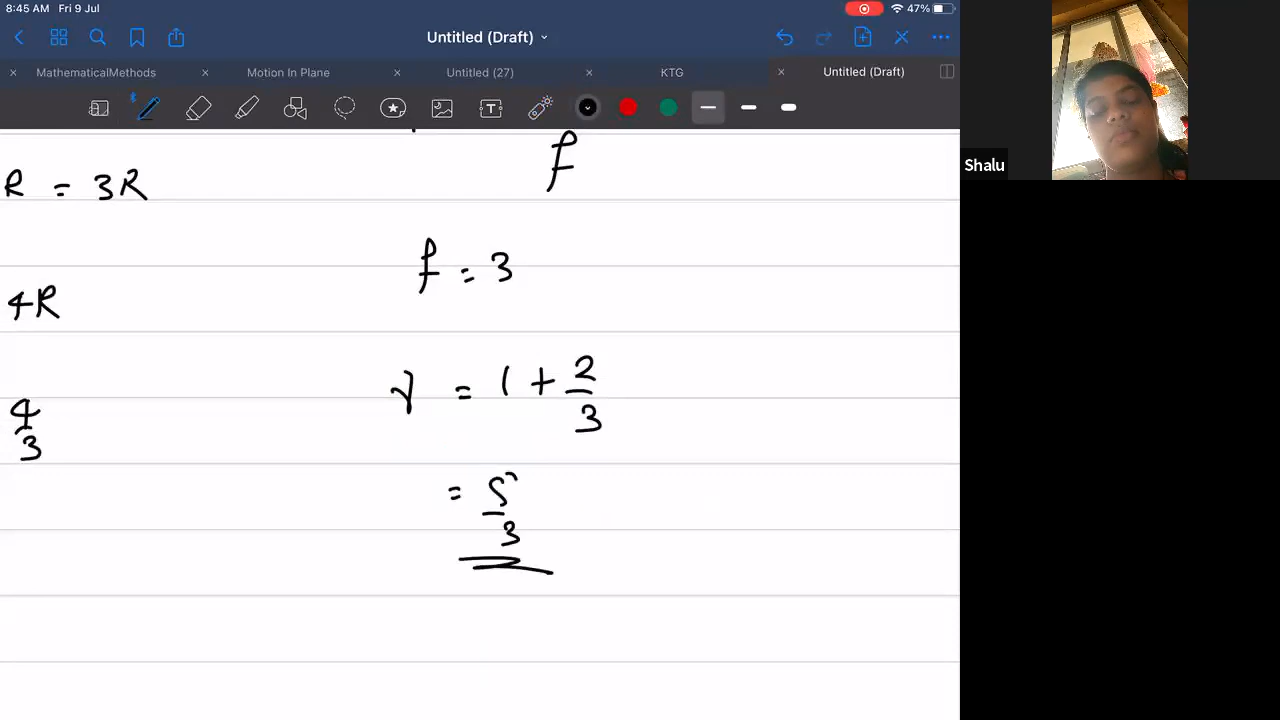 8:45 AM Fri 9 Jul
47%
Untitled (Draft)
MathematicalMethods
Motion In Plane
Untitled (27)
KTG
Untitled (Draft)
Shalu
R = 3R
4R
4
3
f
f = 3
γ = 1 + 2/3
= 5/3